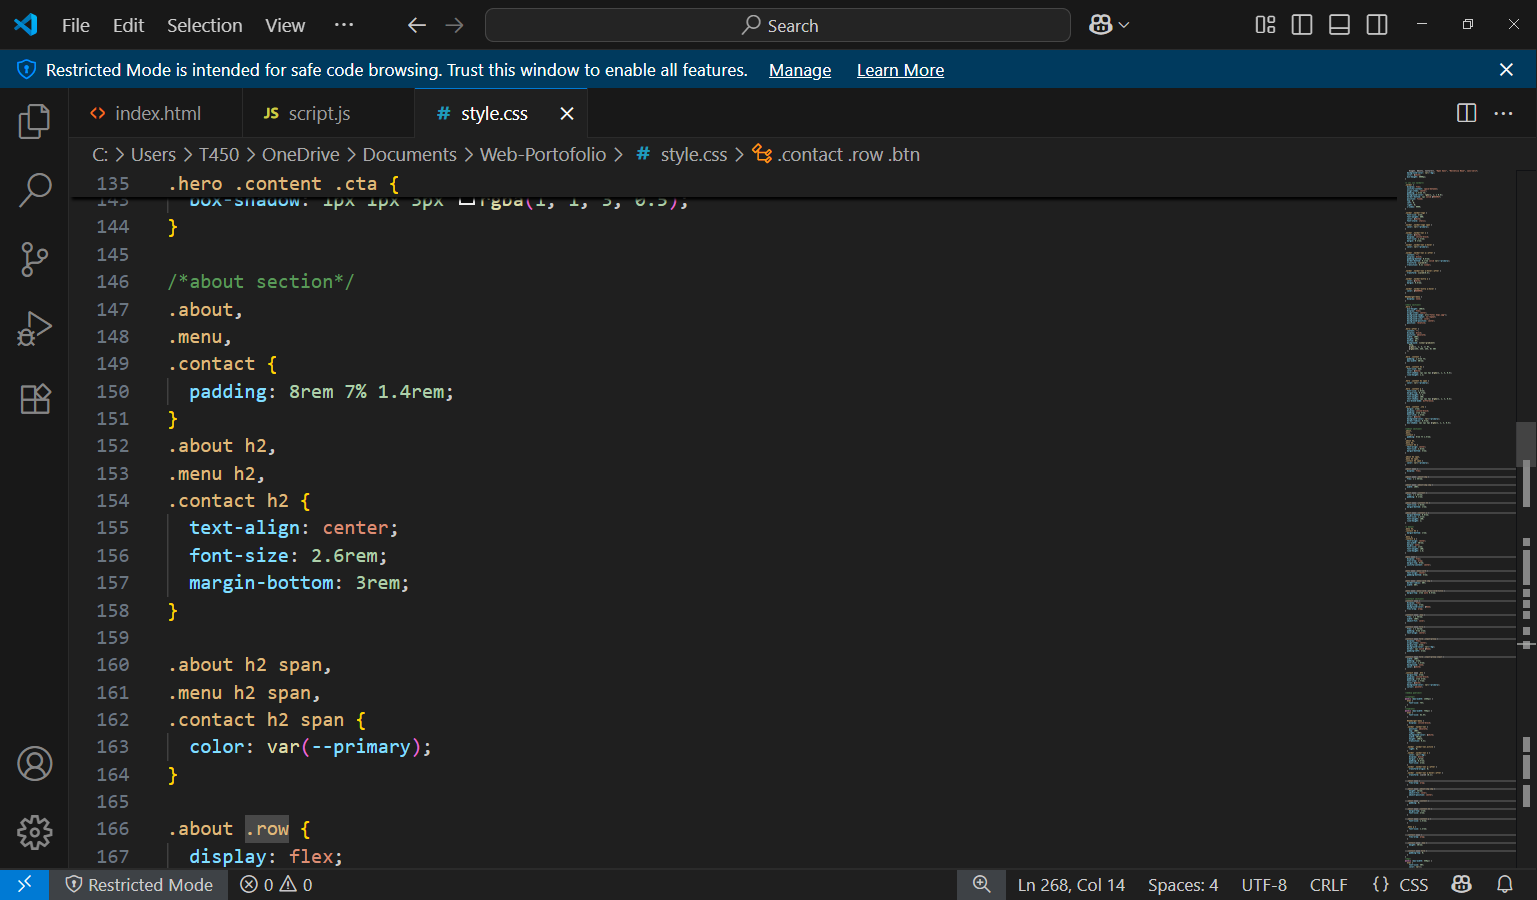 File Edit Selection View ··· Search
Restricted Mode is intended for safe code browsing. Trust this window to enable all features. Manage Learn More
<> index.html JS script.js # style.css
C: > Users > T450 > OneDrive > Documents > Web-Portofolio > # style.css > .contact .row .btn
135 .hero .content .cta {
143 box-shadow: 1px 1px 3px rgba(1, 1, 3, 0.5);
144 }
145
146 /*about section*/
147 .about,
148 .menu,
149 .contact {
150 padding: 8rem 7% 1.4rem;
151 }
152 .about h2,
153 .menu h2,
154 .contact h2 {
155 text-align: center;
156 font-size: 2.6rem;
157 margin-bottom: 3rem;
158 }
159
160 .about h2 span,
161 .menu h2 span,
162 .contact h2 span {
163 color: var(--primary);
164 }
165
166 .about .row {
167 display: flex;
Restricted Mode 0 0 Ln 268, Col 14 Spaces: 4 UTF-8 CRLF {} CSS